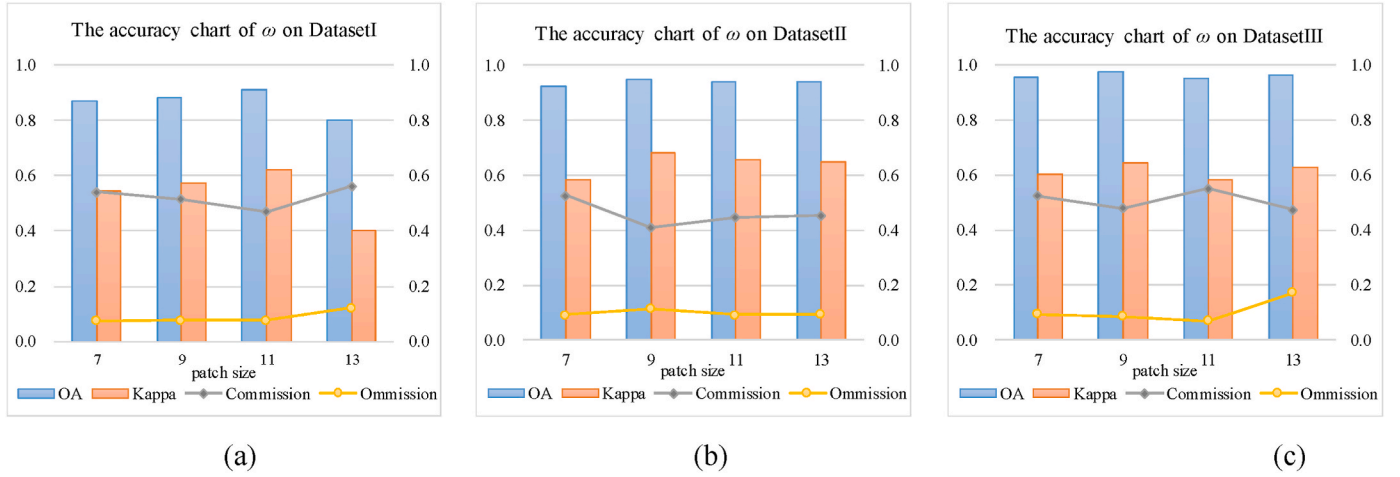 The accuracy chart of ω on DatasetI
1.0 1.0
0.8 0.8
0.6 0.6
0.4 0.4
0.2 0.2
0.0 0.0
7 9 11 13
patch size
OA Kappa Commission Ommission
(a)
The accuracy chart of ω on DatasetII
1.0 1.0
0.8 0.8
0.6 0.6
0.4 0.4
0.2 0.2
0.0 0.0
7 9 11 13
patch size
OA Kappa Commission Ommission
(b)
The accuracy chart of ω on DatasetIII
1.0 1.0
0.8 0.8
0.6 0.6
0.4 0.4
0.2 0.2
0.0 0.0
7 9 11 13
patch size
OA Kappa Commission Ommission
(c)